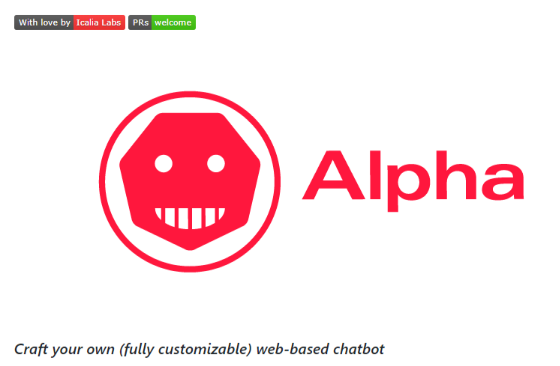 With love by Icalia Labs PRs welcome
Alpha
Craft your own (fully customizable) web-based chatbot